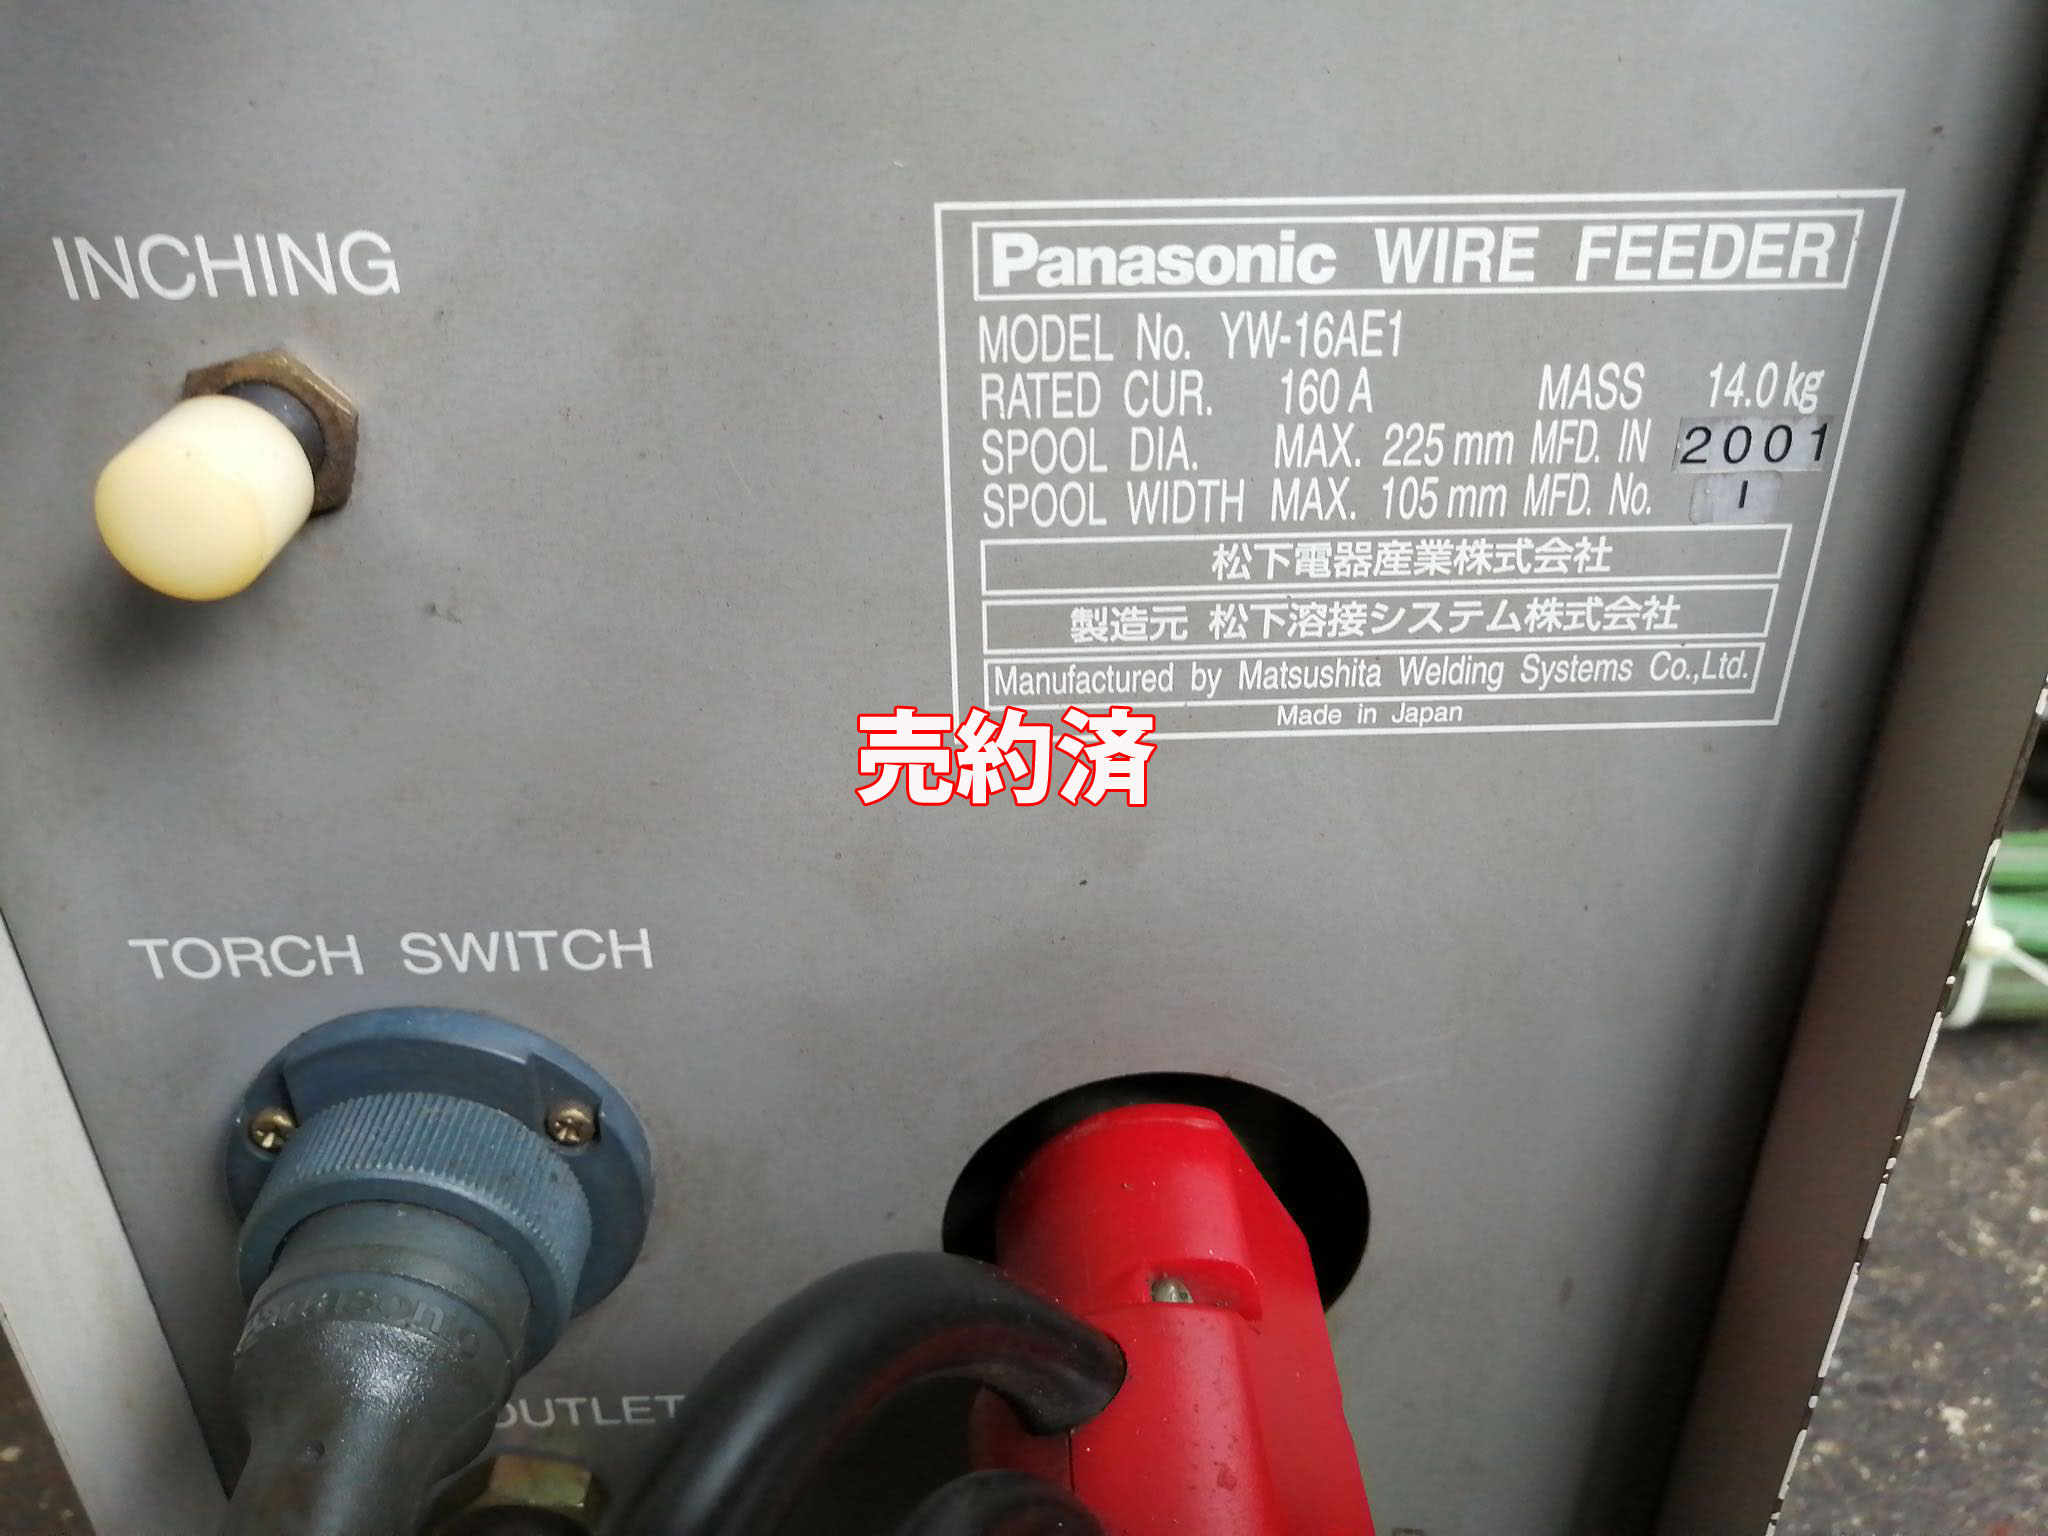 INCHING
Panasonic WIRE FEEDER
MODEL No. YW-16AE1
RATED CUR. 160 A MASS 14.0 kg
SPOOL DIA. MAX. 225 mm MFD. IN 2001
SPOOL WIDTH MAX. 105 mm MFD. No. 1
松下電器産業株式会社
製造元 松下溶接システム株式会社
Manufactured by Matsushita Welding Systems Co.,Ltd.
Made in Japan
売約済
TORCH SWITCH
Panasonic
OUTLET